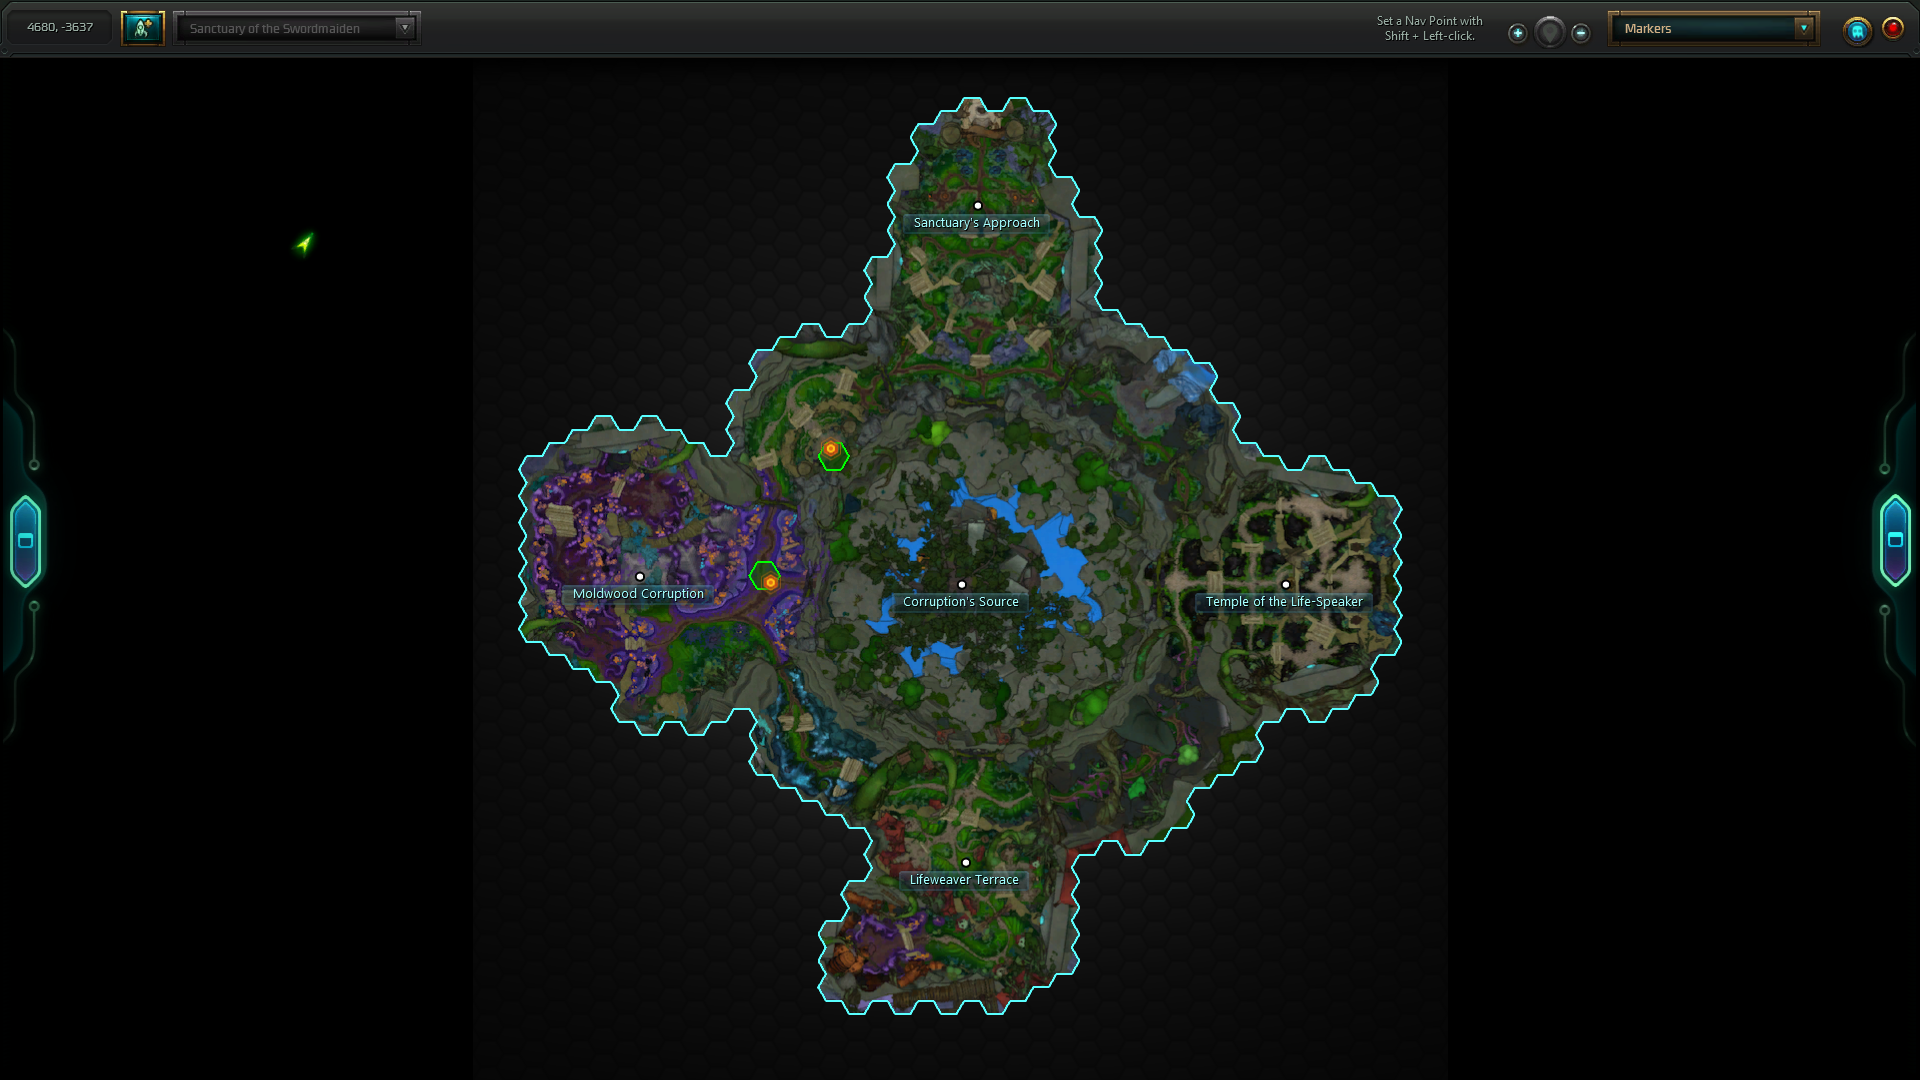 4680, -3637
Sanctuary of the Swordmaiden
Set a Nav Point with
Shift + Left-click.
Markers
Sanctuary's Approach
Moldwood Corruption
Corruption's Source
Temple of the Life-Speaker
Lifeweaver Terrace